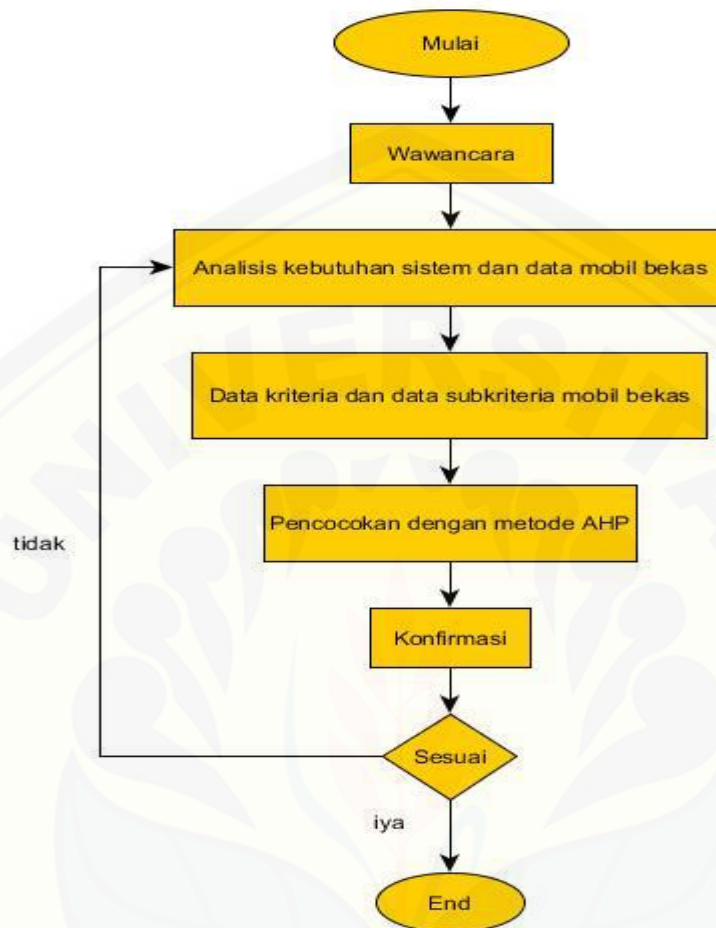 Mulai
Wawancara
Analisis kebutuhan sistem dan data mobil bekas
Data kriteria dan data subkriteria mobil bekas
Pencocokan dengan metode AHP
tidak
Konfirmasi
Sesuai
iya
End